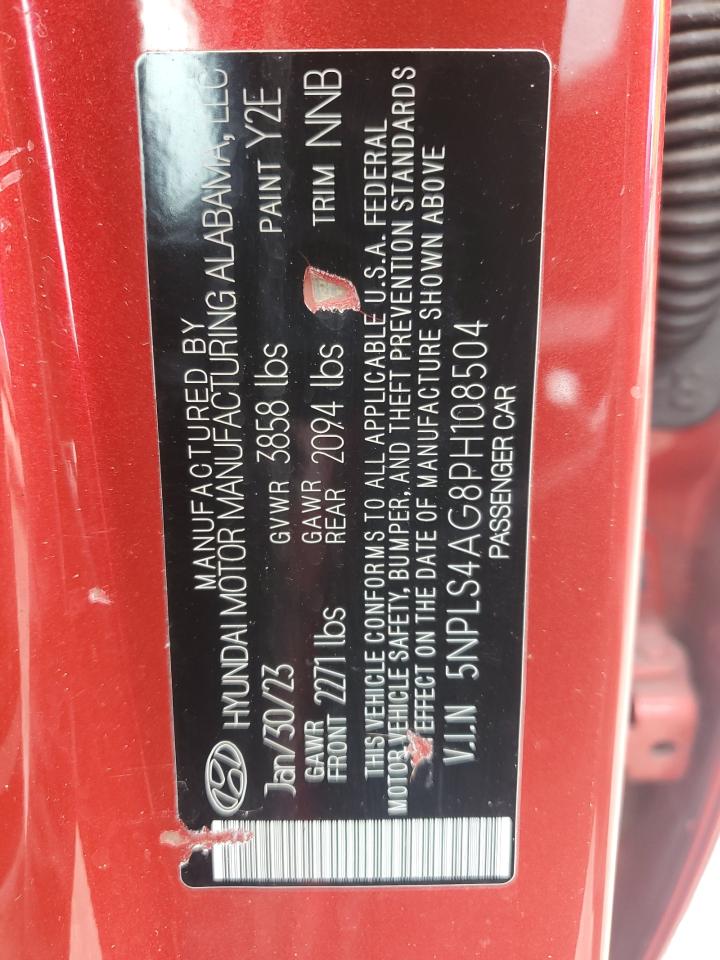 MANUFACTURED BY
HYUNDAI MOTOR MANUFACTURING ALABAMA, LLC
Jan/30/23 GVWR 3858 lbs PAINT Y2E
GAWR FRONT 2271 lbs GAWR REAR 2094 lbs TRIM NNB
THIS VEHICLE CONFORMS TO ALL APPLICABLE U.S.A. FEDERAL
MOTOR VEHICLE SAFETY, BUMPER, AND THEFT PREVENTION STANDARDS
EFFECT ON THE DATE OF MANUFACTURE SHOWN ABOVE
V.I.N 5NPLS4AG8PH108504
PASSENGER CAR